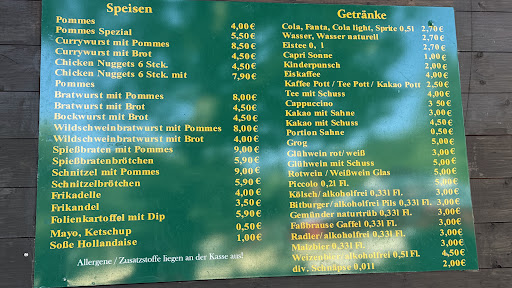 Speisen
Pommes 4,00 €
Pommes Spezial 5,50 €
Currywurst mit Pommes 8,50 €
Currywurst mit Brot 4,50 €
Chicken Nuggets 6 Stck. 4,50 €
Chicken Nuggets 6 Stck. mit 7,90 €
Pommes
Bratwurst mit Pommes 8,00 €
Bratwurst mit Brot 4,50 €
Bockwurst mit Brot 4,50 €
Wildschweinbratwurst mit Pommes 8,00 €
Wildschweinbratwurst mit Brot 4,00 €
Spießbraten mit Pommes 9,00 €
Spießbratenbrötchen 5,90 €
Schnitzel mit Pommes 9,00 €
Schnitzelbrötchen 5,90 €
Frikadelle 4,00 €
Frikandel 3,50 €
Folienkartoffel mit Dip 5,90 €
Mayo, Ketchup 0,50 €
Soße Hollandaise 1,00 €
Allergene / Zusatzstoffe liegen an der Kasse aus!
Getränke
Cola, Fanta, Cola light, Sprite 0,5l 2,70 €
Wasser, Wasser naturell 2,70 €
Eistee 0, l 2,70 €
Capri Sonne 1,00 €
Kinderpunsch 2,00 €
Eiskaffee 4,00 €
Kaffee Pott / Tee Pott / Kakao Pott 2,50 €
Tee mit Schuss 4,00 €
Cappuccino 3 50 €
Kakao mit Sahne 3,00 €
Kakao mit Schuss 4,50 €
Portion Sahne 0,50 €
Grog 5,00 €
Glühwein rot/ weiß 3,00 €
Glühwein mit Schuss 5,00 €
Rotwein / Weißwein Glas 5,00 €
Piccolo 0,2l Fl. 5,00 €
Kölsch/ alkoholfrei 0,33l Fl. 3,00 €
Bitburger/ alkoholfrei Pils 0,33l Fl. 3,00 €
Gemünder naturtrüb 0,33l Fl. 3,00 €
Faßbrause Gaffel 0,33l Fl. 3,00 €
Radler/ alkoholfrei 0,33l Fl. 3,00 €
Malzbier 0,33l Fl. 3,00 €
Weizenbier/ alkoholfrei 0,5l Fl. 4,50 €
div. Schnäpse 0,01l 2,00 €